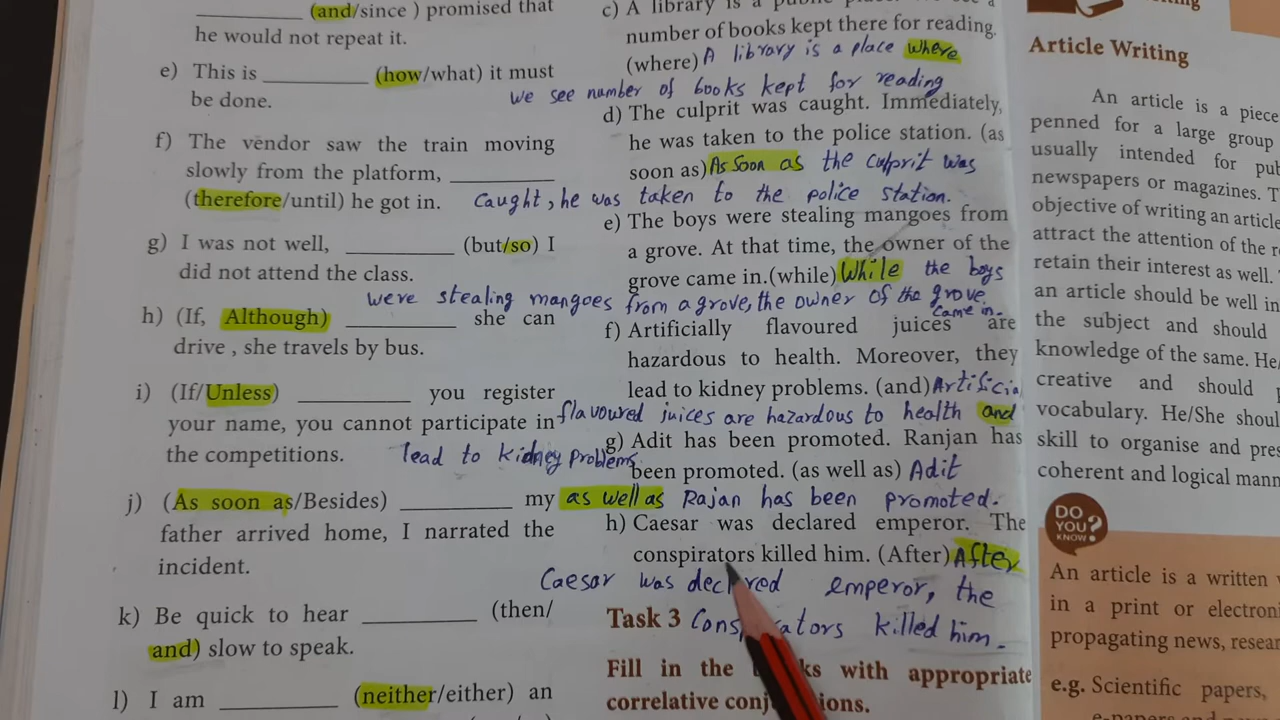 (and/since ) promised that
he would not repeat it.
e) This is __________ (how/what) it must
be done.
f) The vendor saw the train moving
slowly from the platform, __________
(therefore/until) he got in.
g) I was not well, __________ (but/so) I
did not attend the class.
h) (If, Although) __________ she can
drive , she travels by bus.
i) (If/Unless) __________ you register
your name, you cannot participate in
the competitions.
j) (As soon as/Besides) __________ my
father arrived home, I narrated the
incident.
k) Be quick to hear __________ (then/
and) slow to speak.
l) I am __________ (neither/either) an
c) A library is a public
number of books kept there for reading.
(where) A library is a place where
we see number of books kept for reading
d) The culprit was caught. Immediately,
he was taken to the police station. (as
soon as) As soon as the culprit was
caught, he was taken to the police station.
e) The boys were stealing mangoes from
a grove. At that time, the owner of the
grove came in.(while) While the boys
were stealing mangoes from a grove, the owner of the grove
came in.
f) Artificially flavoured juices are
hazardous to health. Moreover, they
lead to kidney problems. (and) Artificia
flavoured juices are hazardous to health and
lead to kidney problems.
g) Adit has been promoted. Ranjan has
been promoted. (as well as) Adit
as well as Rajan has been promoted.
h) Caesar was declared emperor. The
conspirators killed him. (After) After
Caesar was declared emperor, the
killed him.
Task 3
Fill in the with appropriate
correlative
Article Writing
An article is a piece
penned for a large group
usually intended for
newspapers or magazines. T
objective of writing an article
attract the attention of the
retain their interest as well.
an article should be well in
the subject and should
knowledge of the same. He/
creative and should
vocabulary. He/She shoul
skill to organise and
coherent and logical
DO
YOU
KNOW?
An article is a written
in a print or
propagating news,
e.g. Scientific papers,